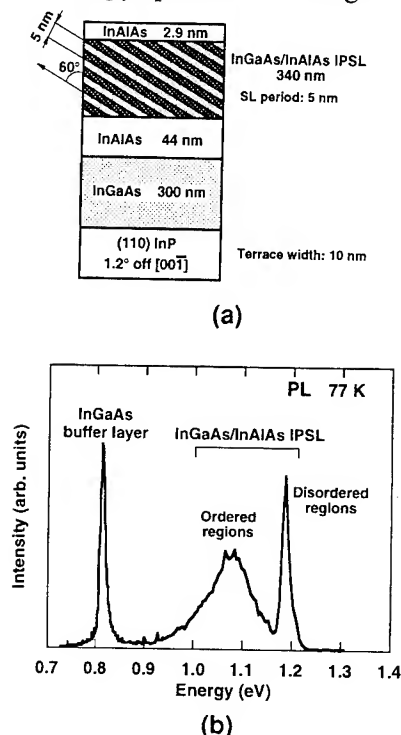 InAlAs 2.9 nm
5 nm
60°
InGaAs/InAlAs IPSL
340 nm
SL period: 5 nm
InAlAs 44 nm
InGaAs 300 nm
(110) InP
1.2° off [001̅]
Terrace width: 10 nm
(a)
PL 77 K
InGaAs
buffer layer
InGaAs/InAlAs IPSL
Disordered
regions
Ordered
regions
Intensity (arb. units)
0.7 0.8 0.9 1.0 1.1 1.2 1.3 1.4
Energy (eV)
(b)